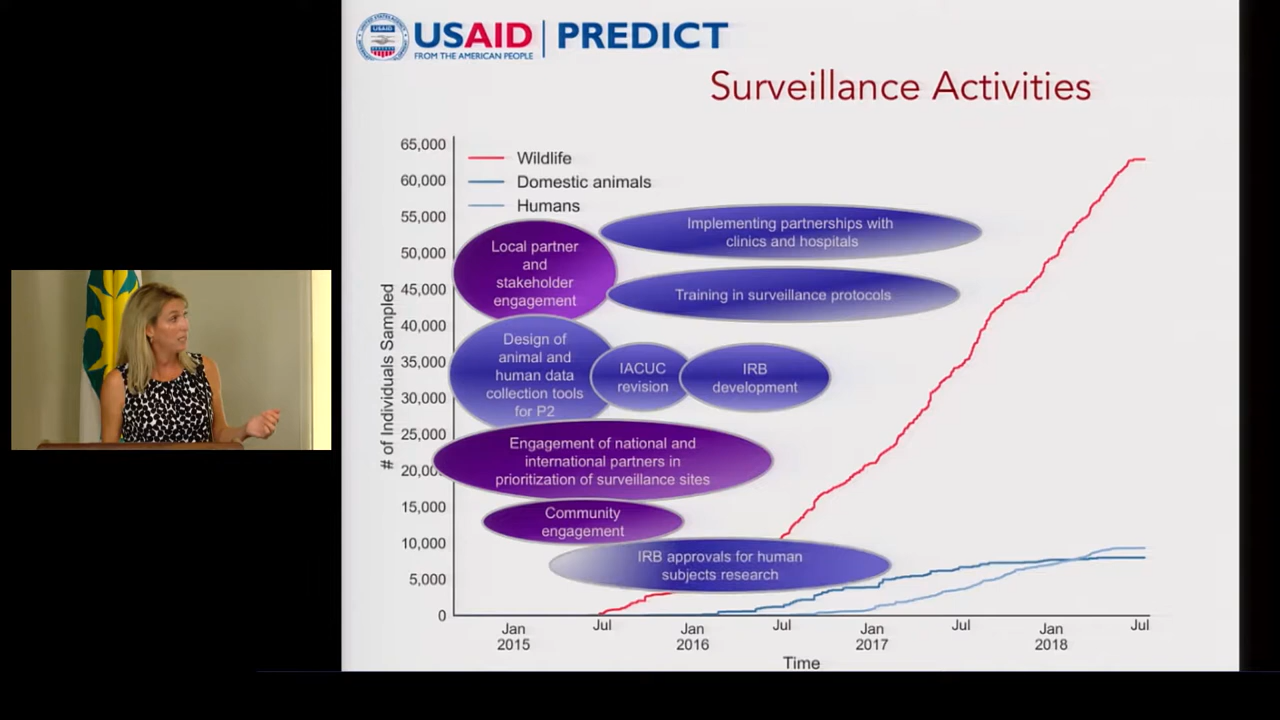 USAID
USAID | PREDICT
FROM THE AMERICAN PEOPLE
Surveillance Activities
65,000
60,000
55,000
50,000
45,000
40,000
35,000
30,000
25,000
20,00
15,000
10,000
5,000
0
# of Individuals Sampled
Wildlife
Domestic animals
Humans
Implementing partnerships with
clinics and hospitals
Local partner
and
stakeholder
engagement
Training in surveillance protocols
Design of
animal and
human data
collection tools
for P2
IACUC
revision
IRB
development
Engagement of national and
international partners in
prioritization of surveillance sites
Community
engagement
IRB approvals for human
subjects research
Jan
2015
Jul
Jan
2016
Jul
Jan
2017
Jul
Jan
2018
Jul
Time